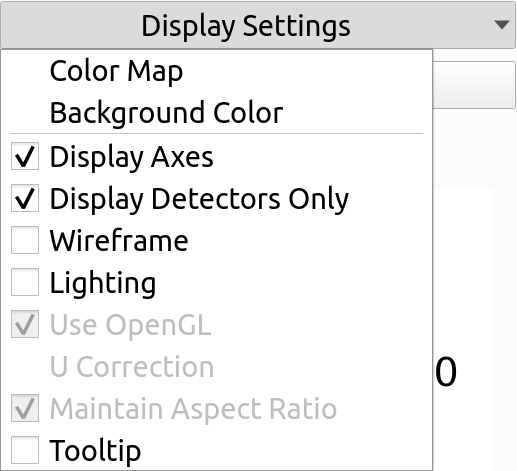 Display Settings
Color Map
Background Color
Display Axes
Display Detectors Only
Wireframe
Lighting
Use OpenGL
U Correction
0
Maintain Aspect Ratio
Tooltip